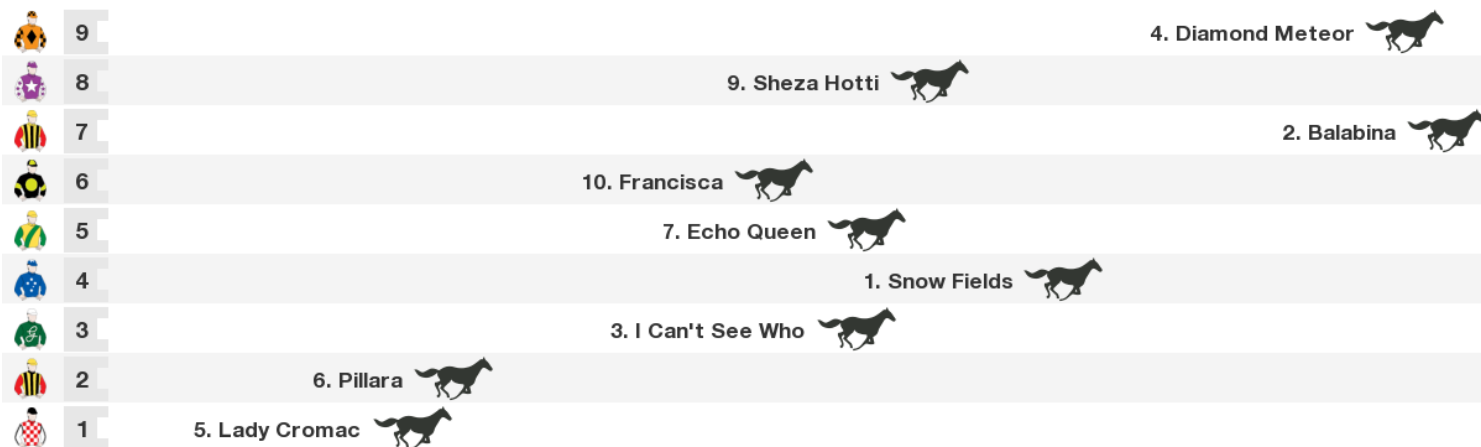 9 4. Diamond Meteor
8 9. Sheza Hotti
7 2. Balabina
6 10. Francisca
5 7. Echo Queen
4 1. Snow Fields
3 3. I Can't See Who
2 6. Pillara
1 5. Lady Cromac